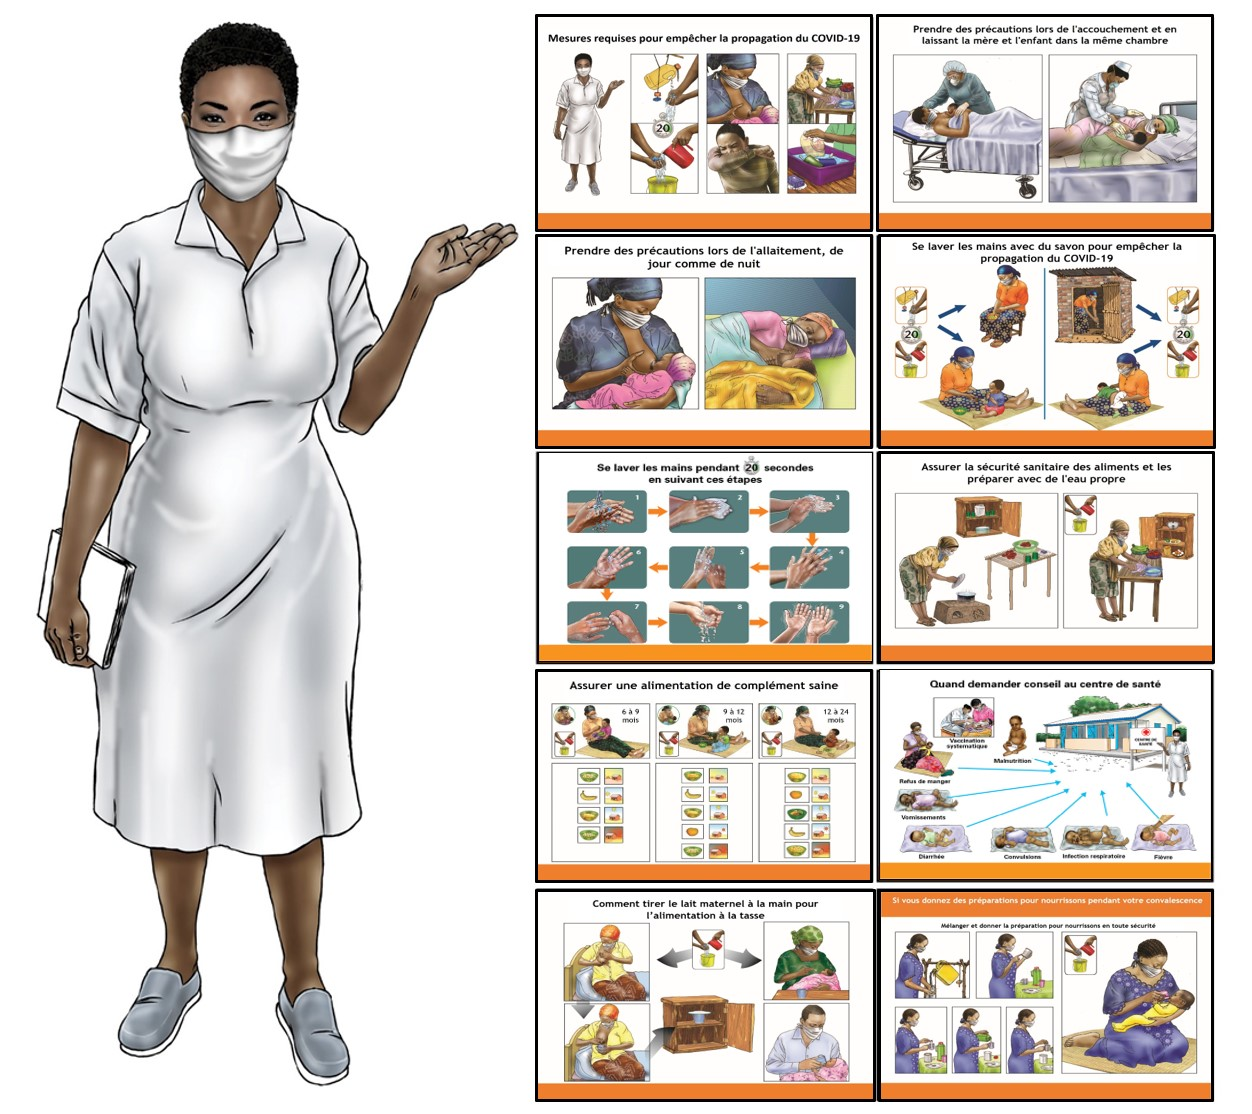 Mesures requises pour empêcher la propagation du COVID-19
20
Prendre des précautions lors de l'accouchement et en
laissant la mère et l'enfant dans la même chambre
Prendre des précautions lors de l'allaitement, de
jour comme de nuit
Se laver les mains avec du savon pour empêcher la
propagation du COVID-19
20
20
Se laver les mains pendant 20 secondes
en suivant ces étapes
1 2 3
6 5 4
7 8 9
Assurer la sécurité sanitaire des aliments et les
préparer avec de l'eau propre
Assurer une alimentation de complément saine
6 à 9
mois
9 à 12
mois
12 à 24
mois
Quand demander conseil au centre de santé
Vaccination
systematique
Malnutrition
CENTRE DE
SANTÉ
Refus de manger
Vomissements
Diarrhée
Convulsions
Infection respiratoire
Fièvre
Comment tirer le lait maternel à la main pour
l'alimentation à la tasse
Si vous donnez des préparations pour nourrissons pendant votre convalescence
Mélanger et donner la préparation pour nourrissons en toute sécurité